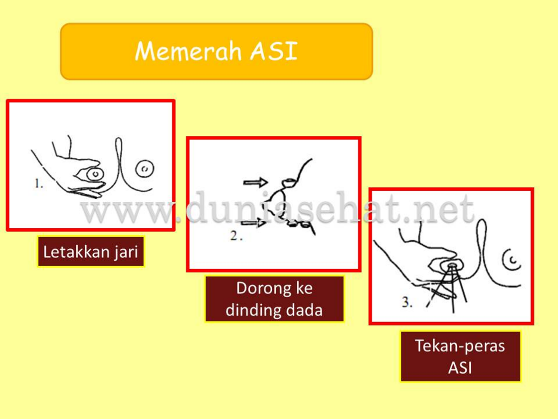 Memerah ASI
1.
Letakkan jari
www.duniasehat.net
2.
Dorong ke
dinding dada
3.
Tekan-peras
ASI